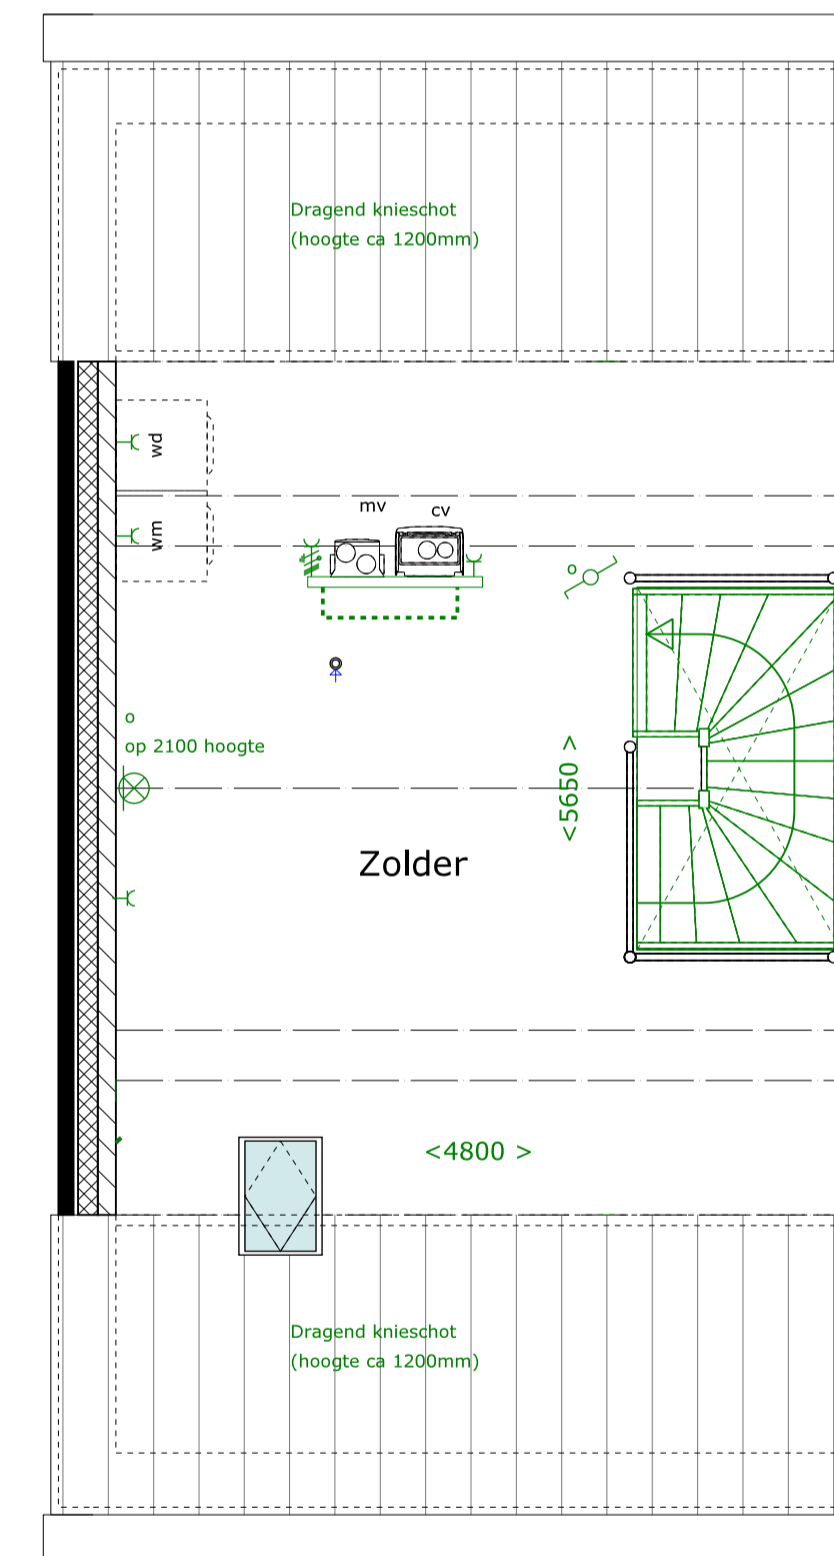 Dragend knieschot
(hoogte ca 1200mm)
wd
mv
cv
wm
o
o
op 2100 hoogte
<5650 >
Zolder
<4800 >
Dragend knieschot
(hoogte ca 1200mm)